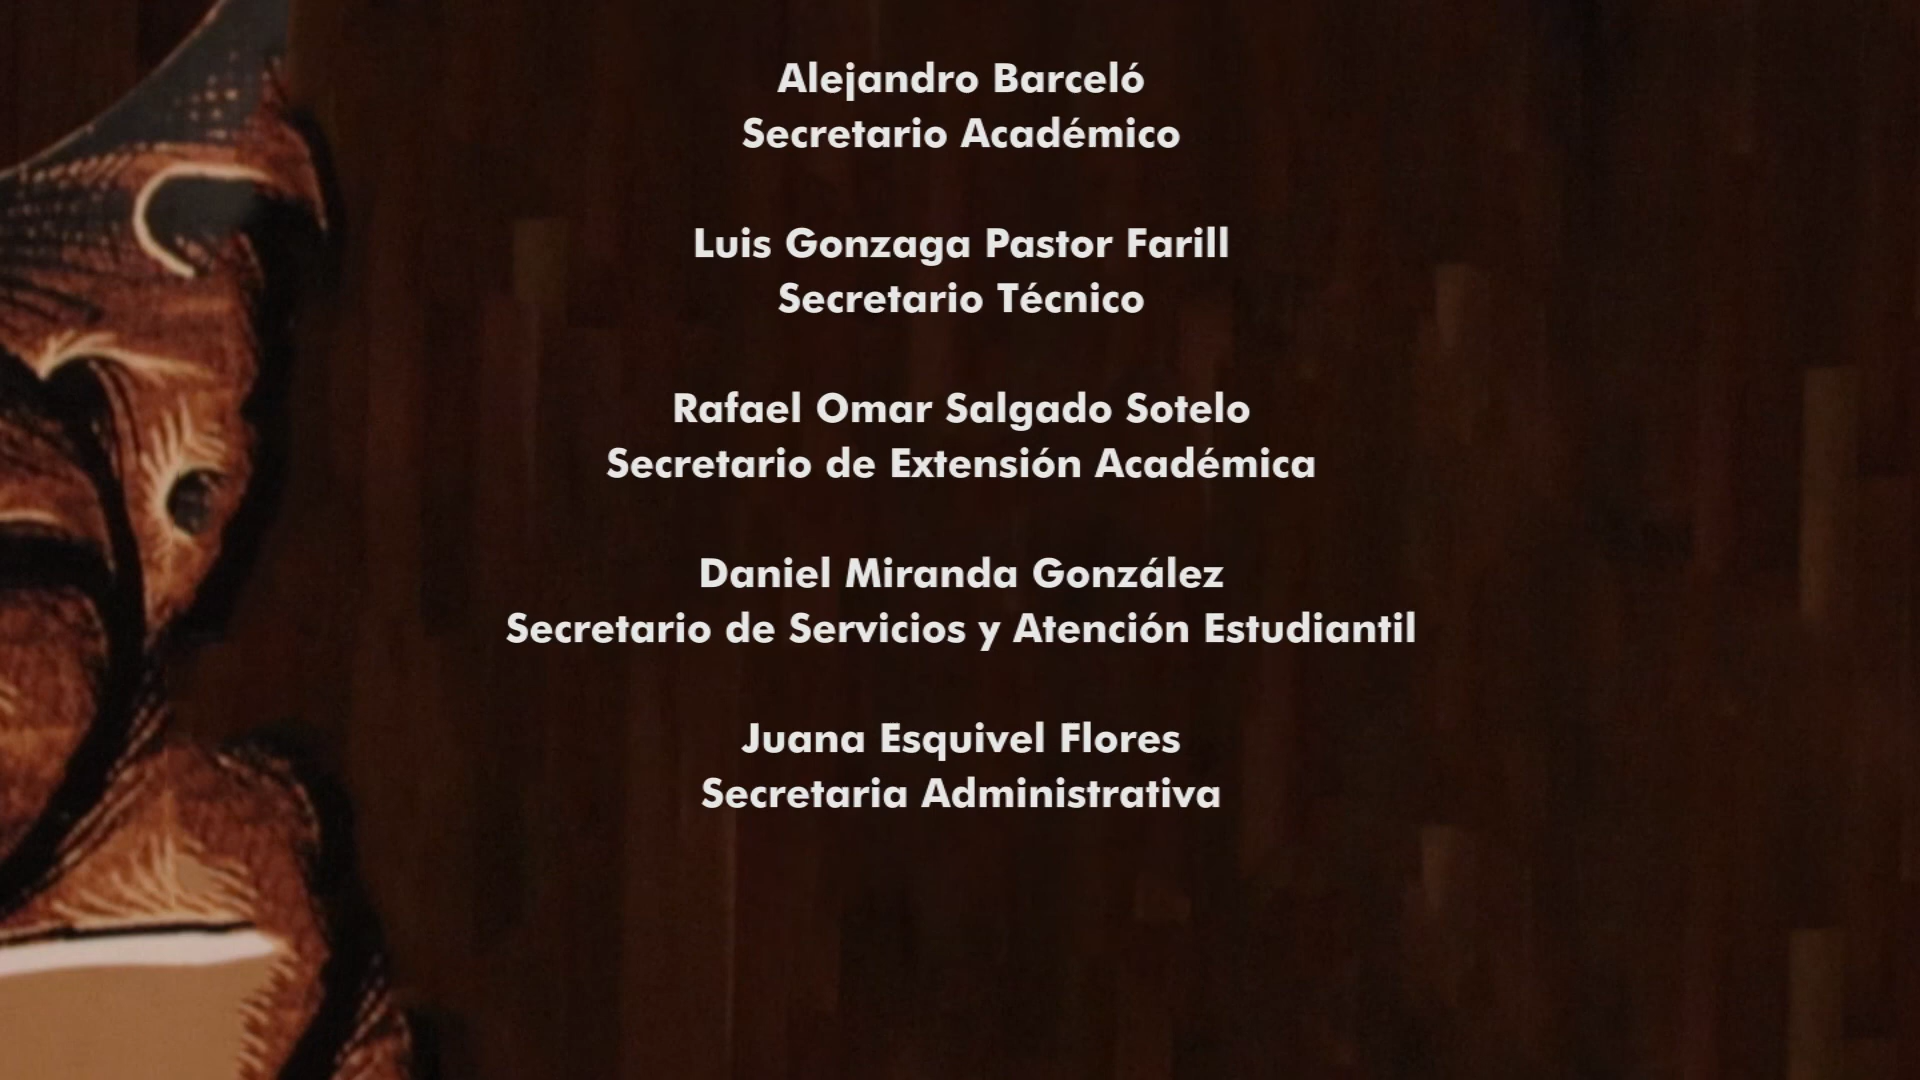 Alejandro Barceló
Secretario Académico
Luis Gonzaga Pastor Farill
Secretario Técnico
Rafael Omar Salgado Sotelo
Secretario de Extensión Académica
Daniel Miranda González
Secretario de Servicios y Atención Estudiantil
Juana Esquivel Flores
Secretaria Administrativa